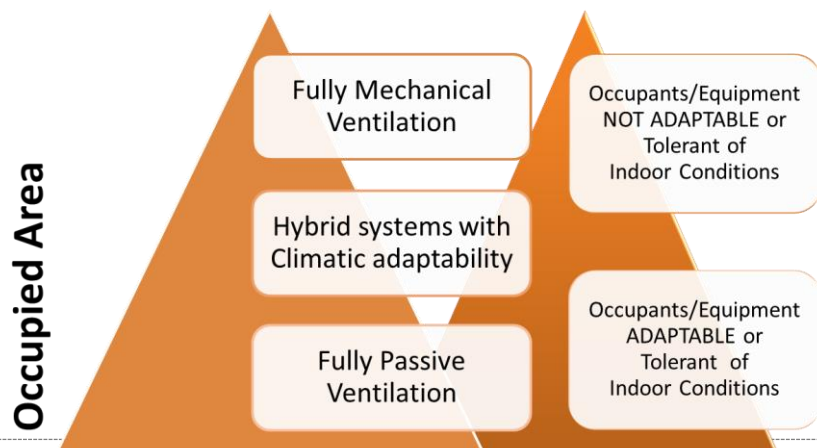 Occupied Area
Fully Mechanical
Ventilation
Hybrid systems with
Climatic adaptability
Fully Passive
Ventilation
Occupants/Equipment
NOT ADAPTABLE or
Tolerant of
Indoor Conditions
Occupants/Equipment
ADAPTABLE or
Tolerant of
Indoor Conditions